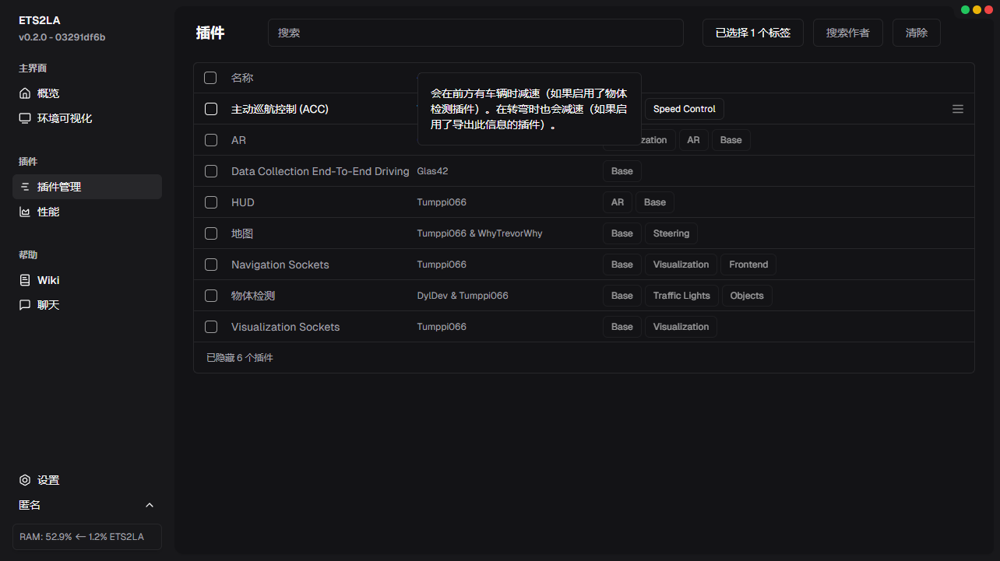 ETS2LA
v0.2.0 - 03291df6b
主界面
概览
环境可视化
插件
插件管理
性能
帮助
Wiki
聊天
设置
匿名
RAM: 52.9% <- 1.2% ETS2LA
插件
搜索
已选择 1 个标签
搜索作者
清除
名称
会在前方有车辆时减速（如果启用了物体
检测插件）。在转弯时也会减速（如果启
用了导出此信息的插件）。
主动巡航控制 (ACC)
Speed Control
AR
AR
Base
Data Collection End-To-End Driving
Glas42
Base
HUD
Tumppi066
AR
Base
地图
Tumppi066 & WhyTrevorWhy
Base
Steering
Navigation Sockets
Tumppi066
Base
Visualization
Frontend
物体检测
DylDev & Tumppi066
Base
Traffic Lights
Objects
Visualization Sockets
Tumppi066
Base
Visualization
已隐藏 6 个插件